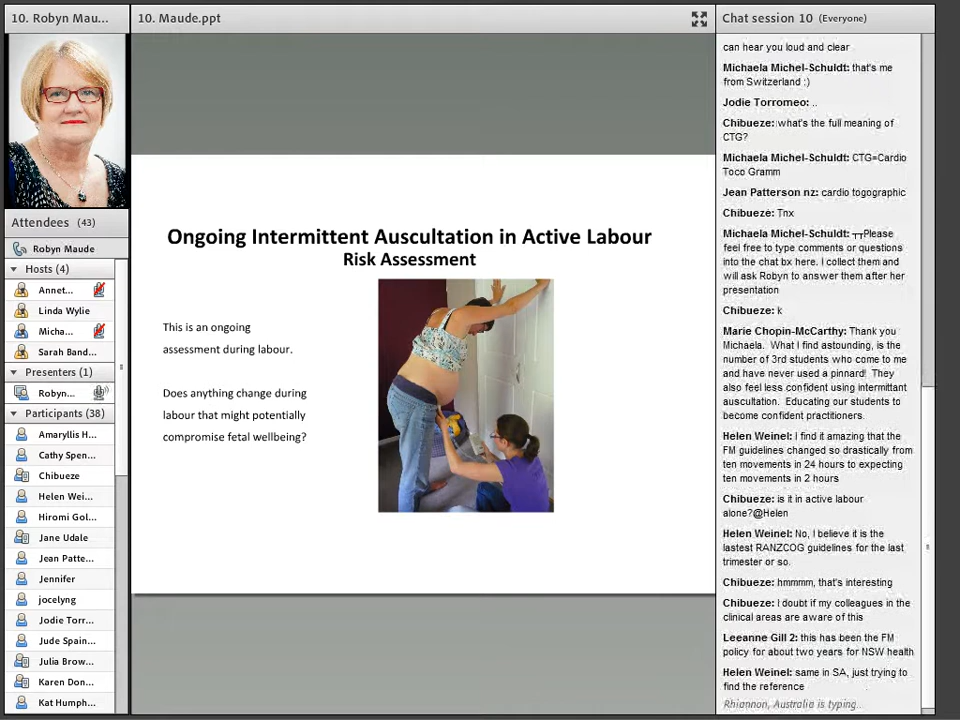 10. Robyn Mau...
Attendees (43)
Robyn Maude
Hosts (4)
Annet...
Linda Wylie
Micha...
Sarah Band...
Presenters (1)
Robyn...
Participants (38)
Amaryllis H...
Cathy Spen...
Chibueze
Helen Wei...
Hiromi Gol...
Jane Udale
Jean Patte...
Jennifer
jocelyng
Jodie Torr...
Jude Spain...
Julia Brow...
Karen Don...
Kat Humph...
10. Maude.ppt
Ongoing Intermittent Auscultation in Active Labour
Risk Assessment
This is an ongoing
assessment during labour.
Does anything change during
labour that might potentially
compromise fetal wellbeing?
Chat session 10 (Everyone)
can hear you loud and clear
Michaela Michel-Schuldt: that's me
from Switzerland :)
Jodie Torromeo: ..
Chibueze: what's the full meaning of
CTG?
Michaela Michel-Schuldt: CTG=Cardio
Toco Gramm
Jean Patterson nz: cardio togographic
Chibueze: Tnx
Michaela Michel-Schuldt: ┬┬Please
feel free to type comments or questions
into the chat bx here. I collect them and
will ask Robyn to answer them after her
presentation
Chibueze: k
Marie Chopin-McCarthy: Thank you
Michaela. What I find astounding, is the
number of 3rd students who come to me
and have never used a pinnard! They
also feel less confident using intermittant
auscultation. Educating our students to
become confident practitioners.
Helen Weinel: I find it amazing that the
FM guidelines changed so drastically from
ten movements in 24 hours to expecting
ten movements in 2 hours
Chibueze: is it in active labour
alone?@Helen
Helen Weinel: No, I believe it is the
lastest RANZCOG guidelines for the last
trimester or so.
Chibueze: hmmmm, that's interesting
Chibueze: I doubt if my colleagues in the
clinical areas are aware of this
Leeanne Gill 2: this has been the FM
policy for about two years for NSW health
Helen Weinel: same in SA, just trying to
find the reference
Rhiannon, Australia is typing..